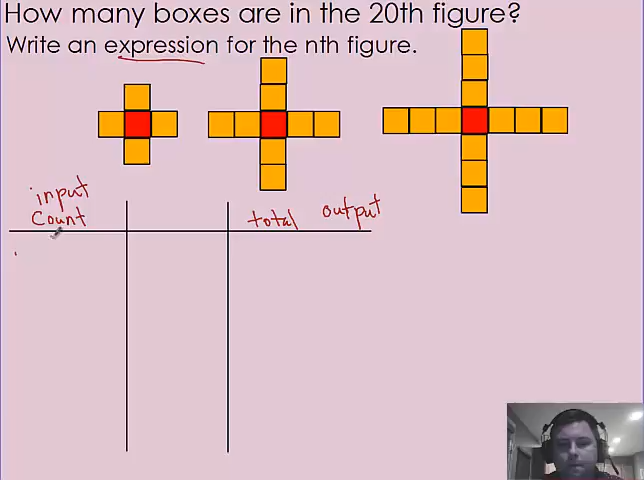 How many boxes are in the 20th figure?
Write an expression for the nth figure.
input
Count
total output